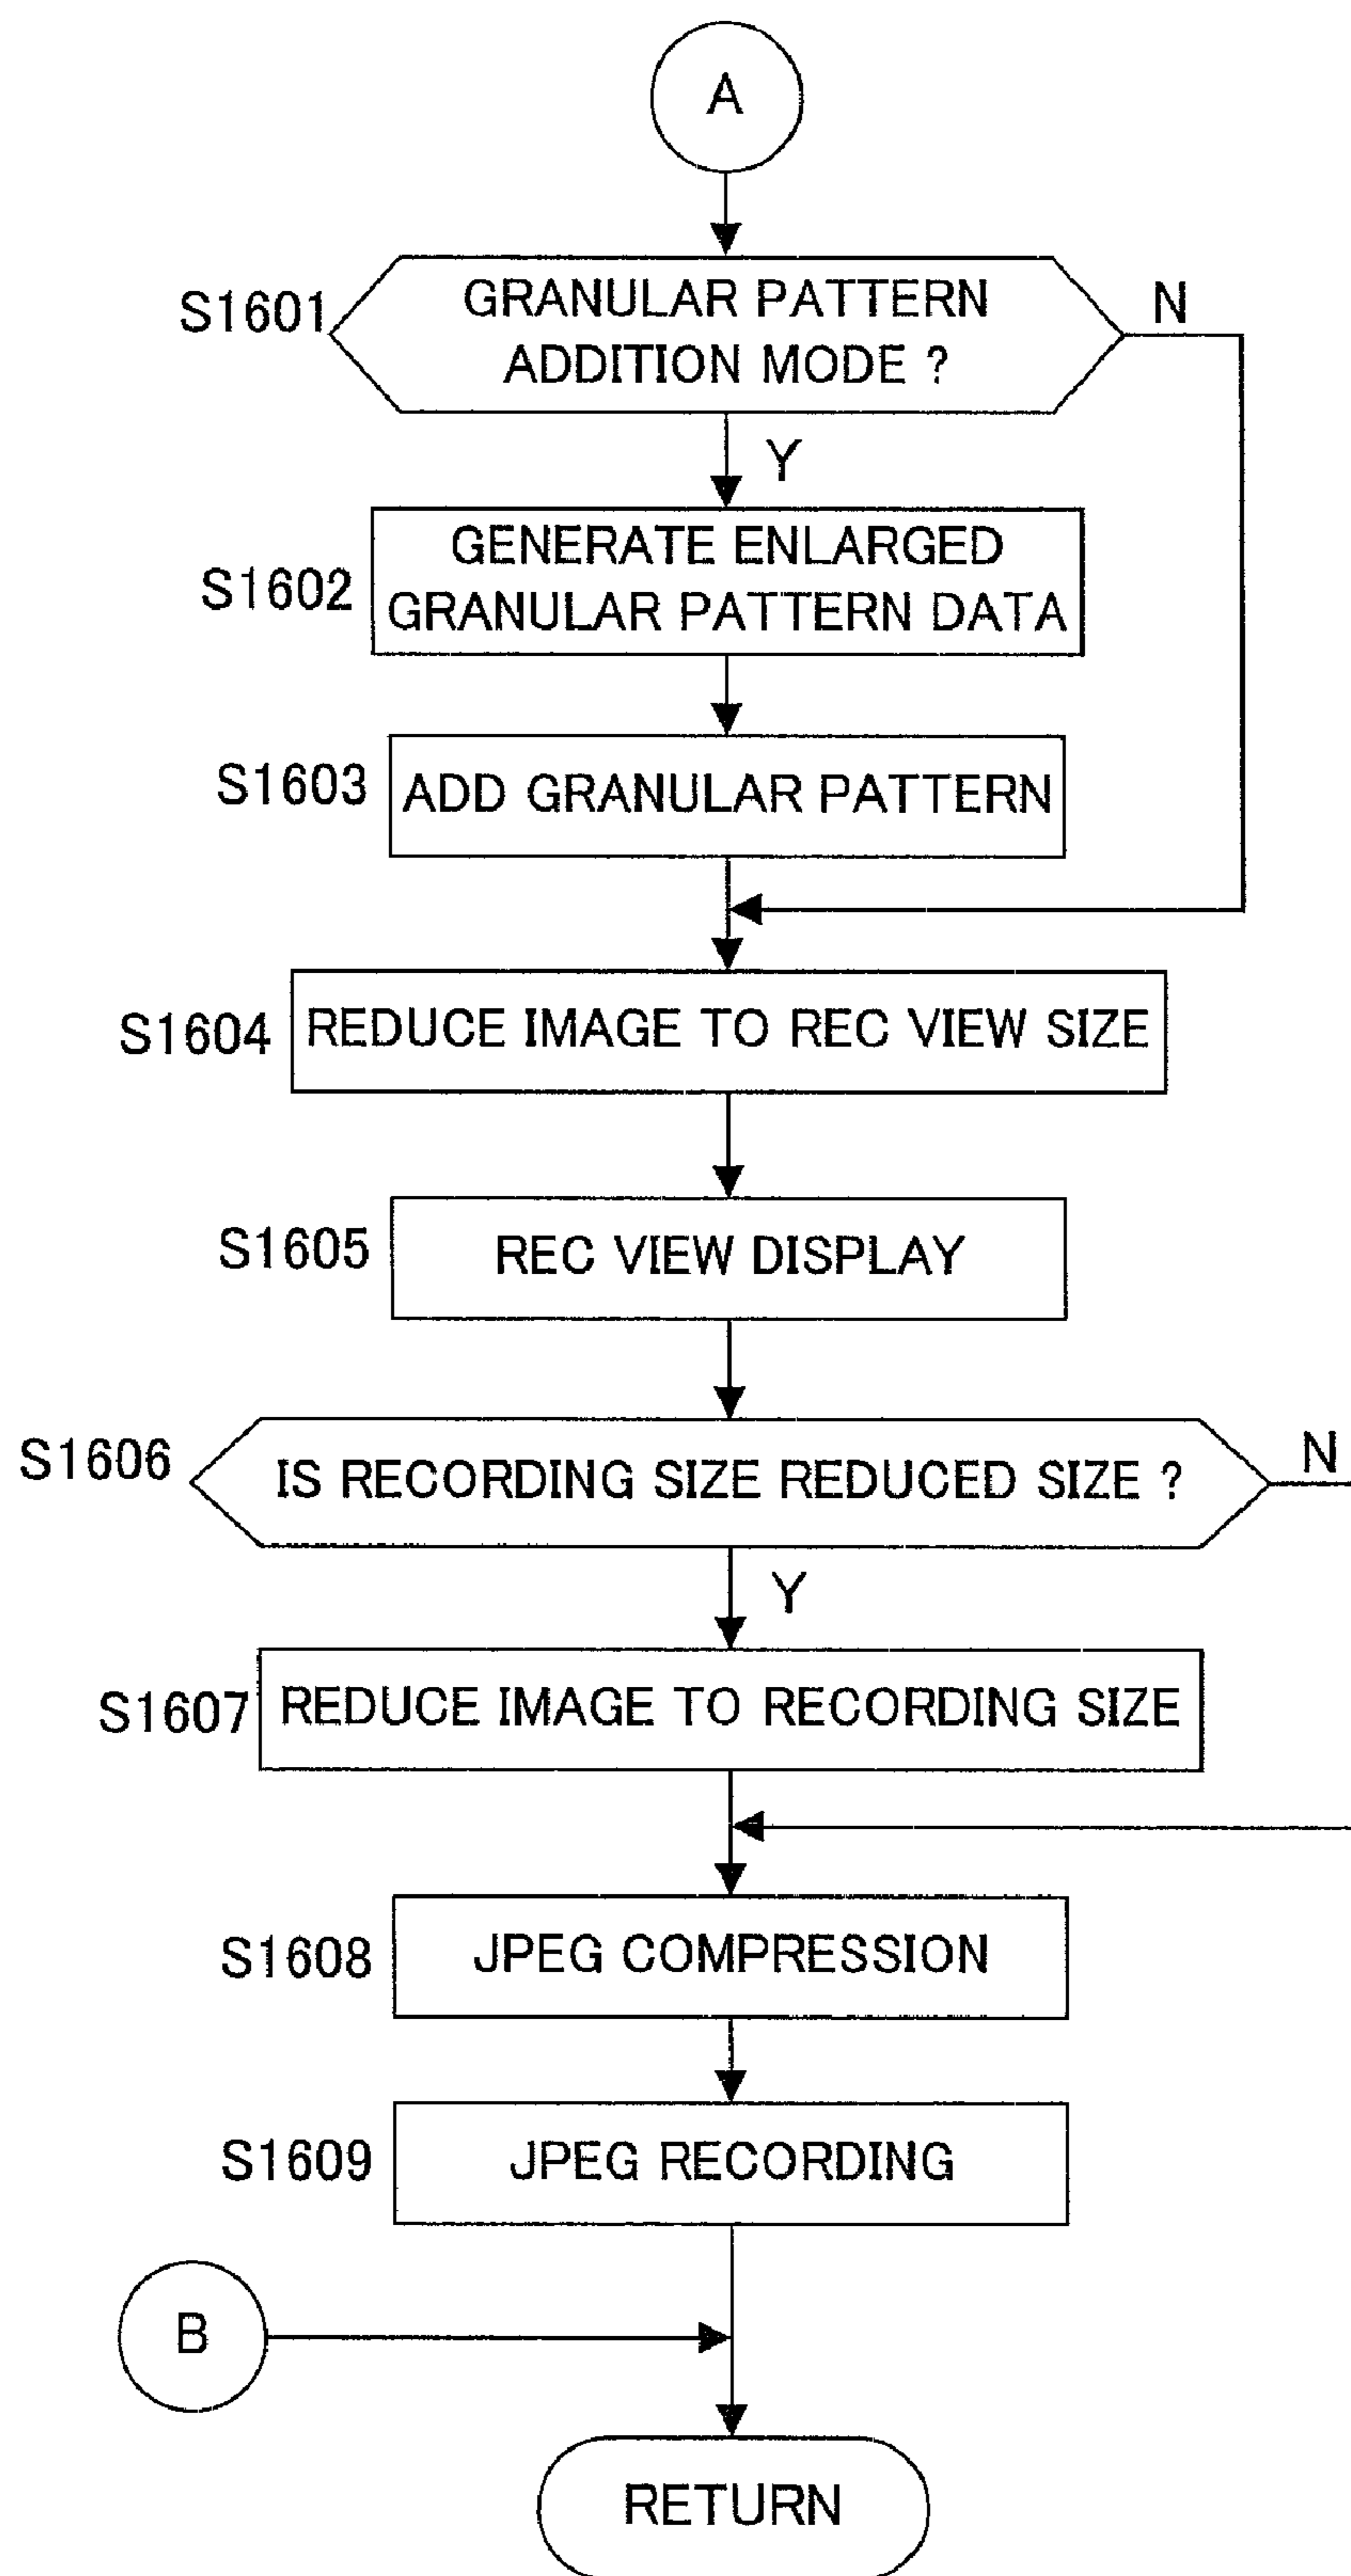 A
S1601
GRANULAR PATTERN
ADDITION MODE ?
N
Y
S1602
GENERATE ENLARGED
GRANULAR PATTERN DATA
S1603
ADD GRANULAR PATTERN
S1604
REDUCE IMAGE TO REC VIEW SIZE
S1605
REC VIEW DISPLAY
S1606
IS RECORDING SIZE REDUCED SIZE ?
N
Y
S1607
REDUCE IMAGE TO RECORDING SIZE
S1608
JPEG COMPRESSION
S1609
JPEG RECORDING
B
RETURN